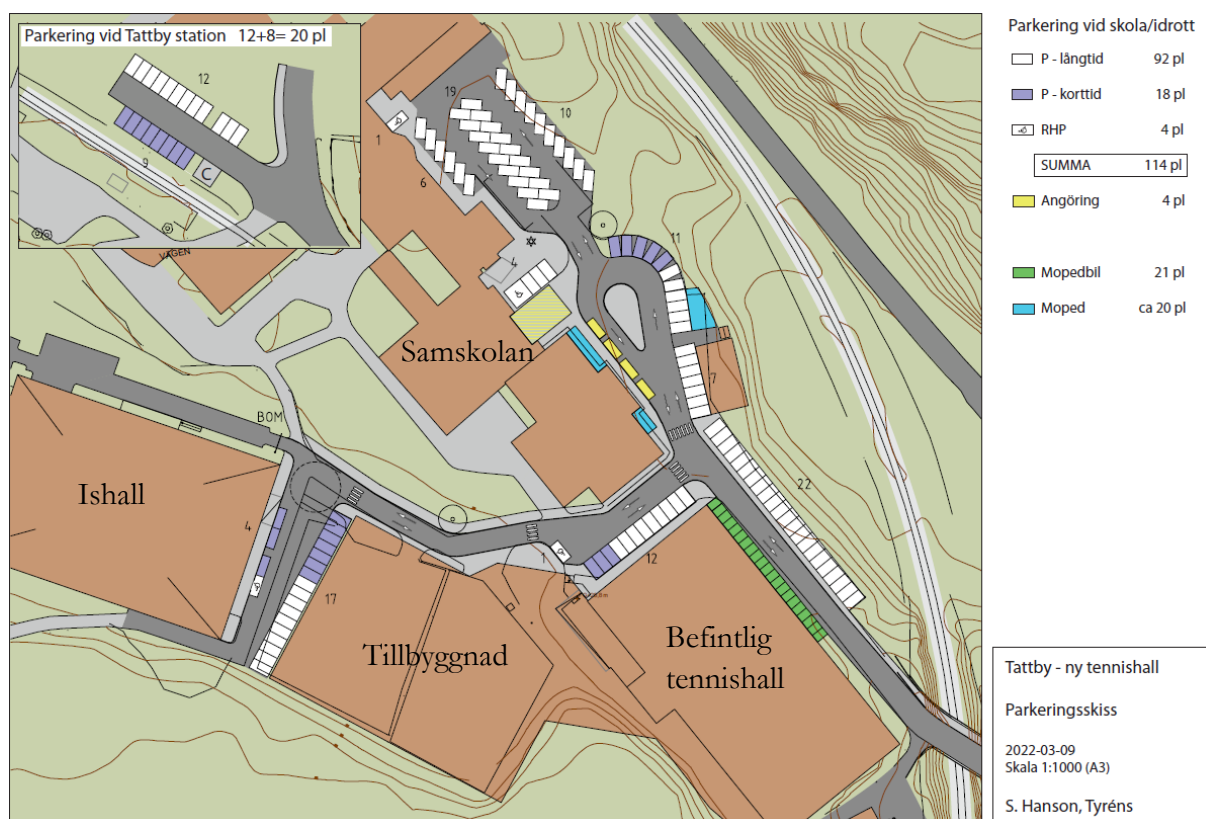 Parkering vid Tattby station 12+8= 20 pl
12
9
C
VÄGEN
1
19
10
6
4
11
7
Samskolan
BOM
Ishall
4
17
Tillbyggnad
1
12
22
Befintlig
tennishall
Parkering vid skola/idrott
P - långtid 92 pl
P - korttid 18 pl
RHP 4 pl
SUMMA 114 pl
Angöring 4 pl
Mopedbil 21 pl
Moped ca 20 pl
Tattby - ny tennishall
Parkeringsskiss
2022-03-09
Skala 1:1000 (A3)
S. Hanson, Tyréns